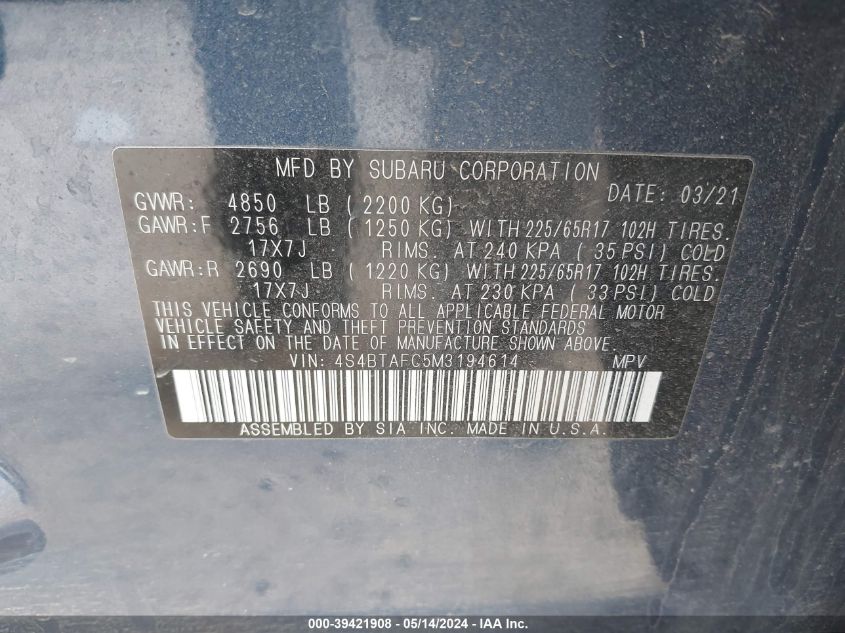 MFD BY SUBARU CORPORATION
DATE: 03/21
GVWR: 4850 LB ( 2200 KG)
GAWR:F 2756 LB ( 1250 KG) WITH 225/65R17 102H TIRES.
17X7J RIMS. AT 240 KPA ( 35 PSI) COLD
GAWR:R 2690 LB ( 1220 KG) WITH 225/65R17 102H TIRES.
17X7J RIMS. AT 230 KPA ( 33 PSI) COLD
THIS VEHICLE CONFORMS TO ALL APPLICABLE FEDERAL MOTOR
VEHICLE SAFETY AND THEFT PREVENTION STANDARDS
IN EFFECT ON THE DATE OF MANUFACTURE SHOWN ABOVE.
VIN: 4S4BTAFC5M3194614 MPV
ASSEMBLED BY SIA INC. MADE IN U.S.A.
000-39421908 - 05/14/2024 - IAA Inc.